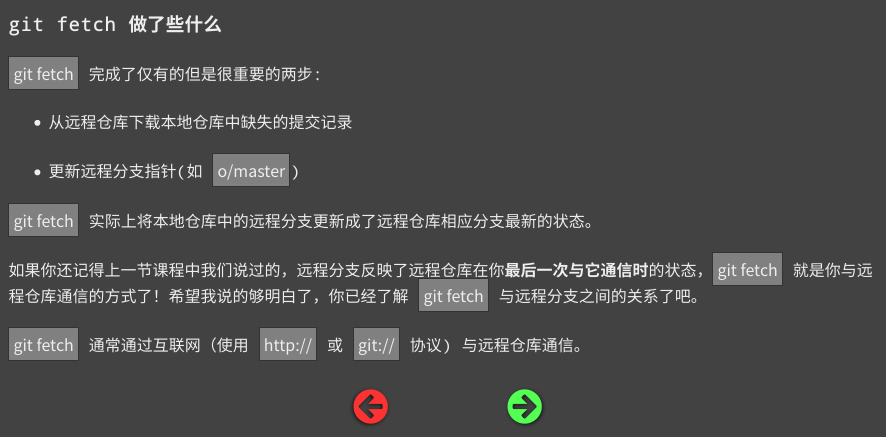 git fetch 做了些什么
git fetch 完成了仅有的但是很重要的两步:
• 从远程仓库下载本地仓库中缺失的提交记录
• 更新远程分支指针(如 o/master)
git fetch 实际上将本地仓库中的远程分支更新成了远程仓库相应分支最新的状态。
如果你还记得上一节课程中我们说过的，远程分支反映了远程仓库在你最后一次与它通信时的状态，git fetch 就是你与远
程仓库通信的方式了！希望我说的够明白了，你已经了解 git fetch 与远程分支之间的关系了吧。
git fetch 通常通过互联网（使用 http:// 或 git:// 协议) 与远程仓库通信。